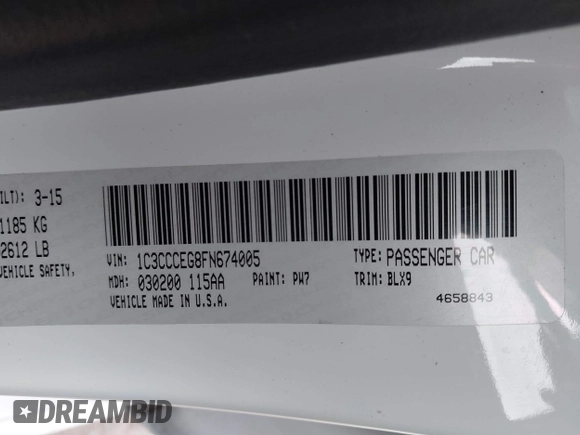 ILT): 3-15
1185 KG
2612 LB
VEHICLE SAFETY,
VIN: 1C3CCCEG8FN674005
TYPE: PASSENGER CAR
MDH: 030200 115AA
PAINT: PW7
TRIM: BLX9
VEHICLE MADE IN U.S.A.
4658843
DREAMBID